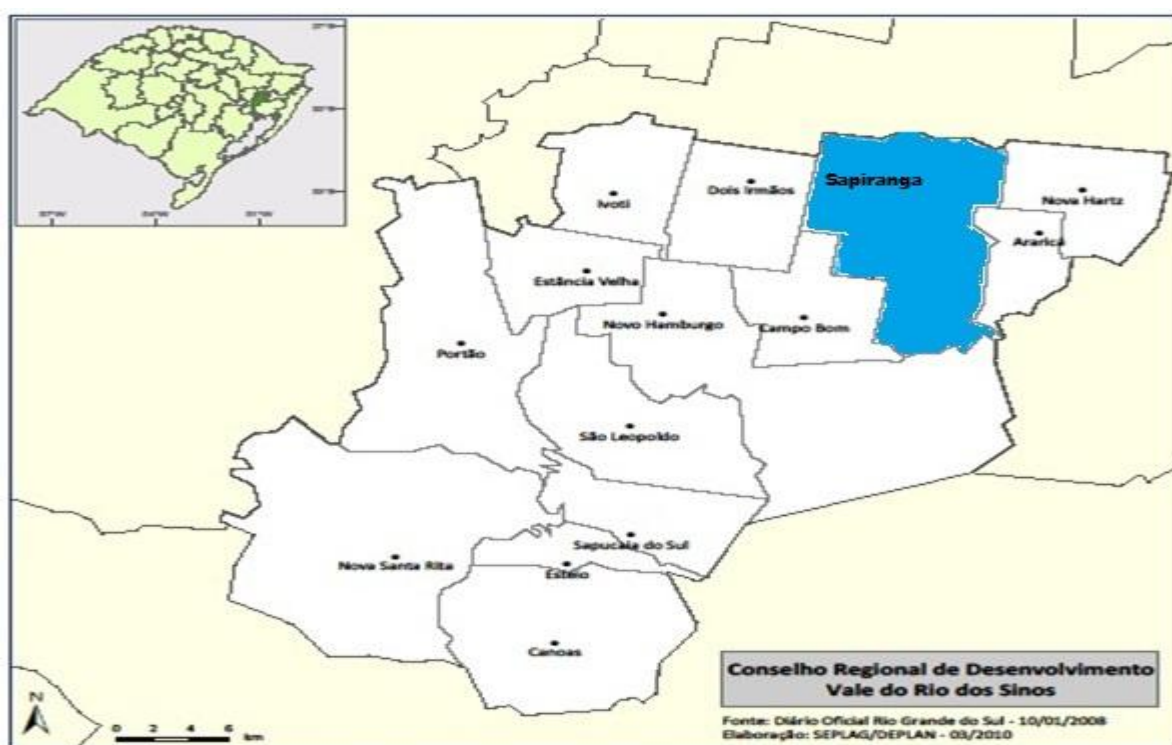 Sapiranga
Dois Irmãos
Ivoti
Nova Hartz
Araricá
Estância Velha
Novo Hamburgo
Campo Bom
Portão
São Leopoldo
Sapucaia do Sul
Nova Santa Rita
Esteio
Canoas
N
0 2 4 6
km
Conselho Regional de Desenvolvimento
Vale do Rio dos Sinos
Fonte: Diário Oficial Rio Grande do Sul - 10/01/2008
Elaboração: SEPLAG/DEPLAN - 03/2010